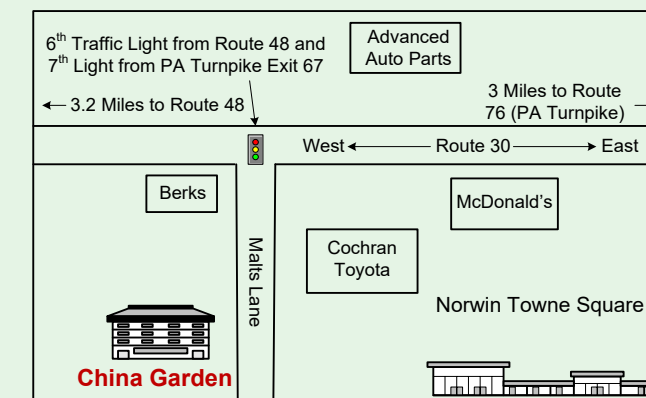 6th Traffic Light from Route 48 and
7th Light from PA Turnpike Exit 67
Advanced
Auto Parts
3.2 Miles to Route 48
3 Miles to Route
76 (PA Turnpike)
West
Route 30
East
Berks
McDonald's
Malts Lane
Cochran
Toyota
Norwin Towne Square
China Garden